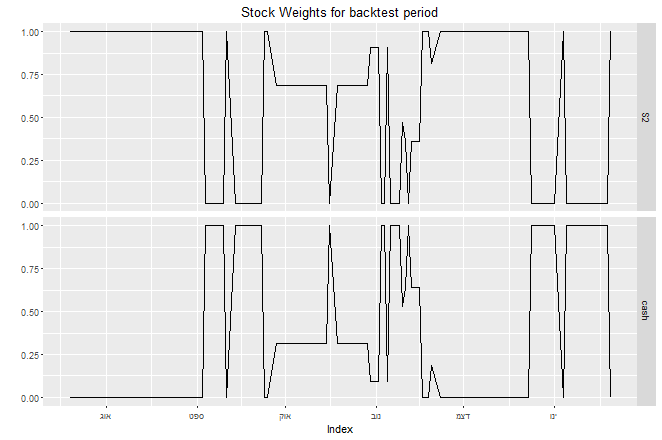 Stock Weights for backtest period
1.00
0.75
0.50
0.25
0.00
S2
1.00
0.75
0.50
0.25
0.00
cash
אוג
ספט
אוק
נוב
דצמ
ינו
Index